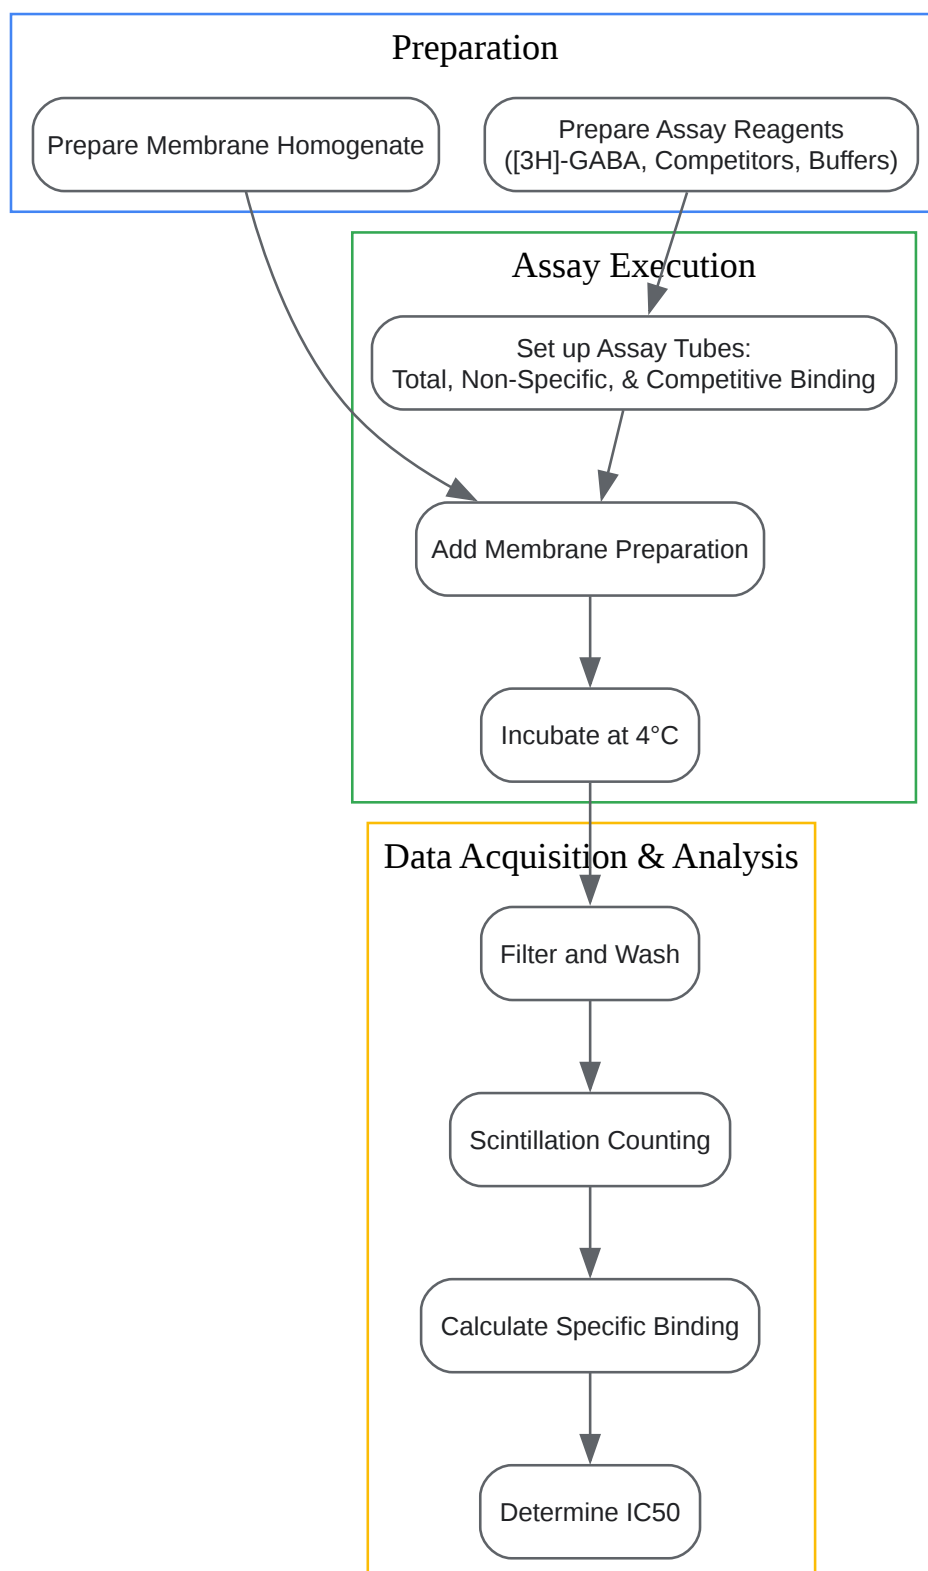 Preparation
Prepare Membrane Homogenate
Prepare Assay Reagents
([3H]-GABA, Competitors, Buffers)
Assay Execution
Set up Assay Tubes:
Total, Non-Specific, & Competitive Binding
Add Membrane Preparation
Incubate at 4°C
Data Acquisition & Analysis
Filter and Wash
Scintillation Counting
Calculate Specific Binding
Determine IC50